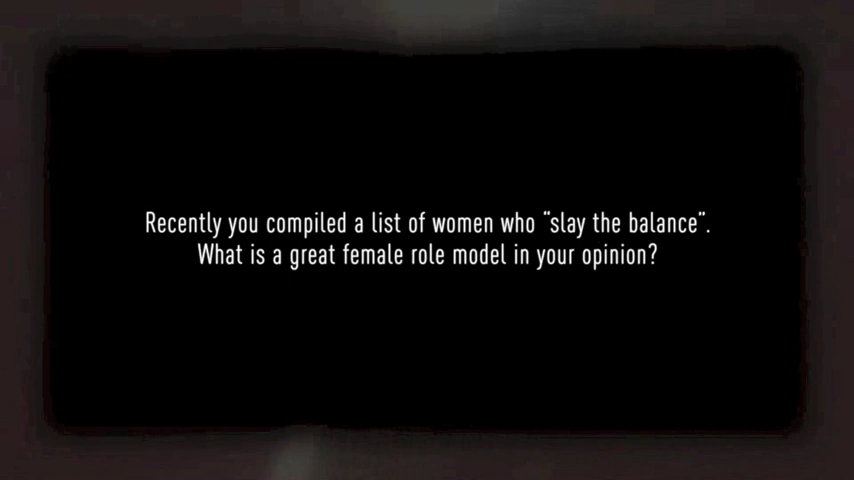 Recently you compiled a list of women who “slay the balance”.
What is a great female role model in your opinion?